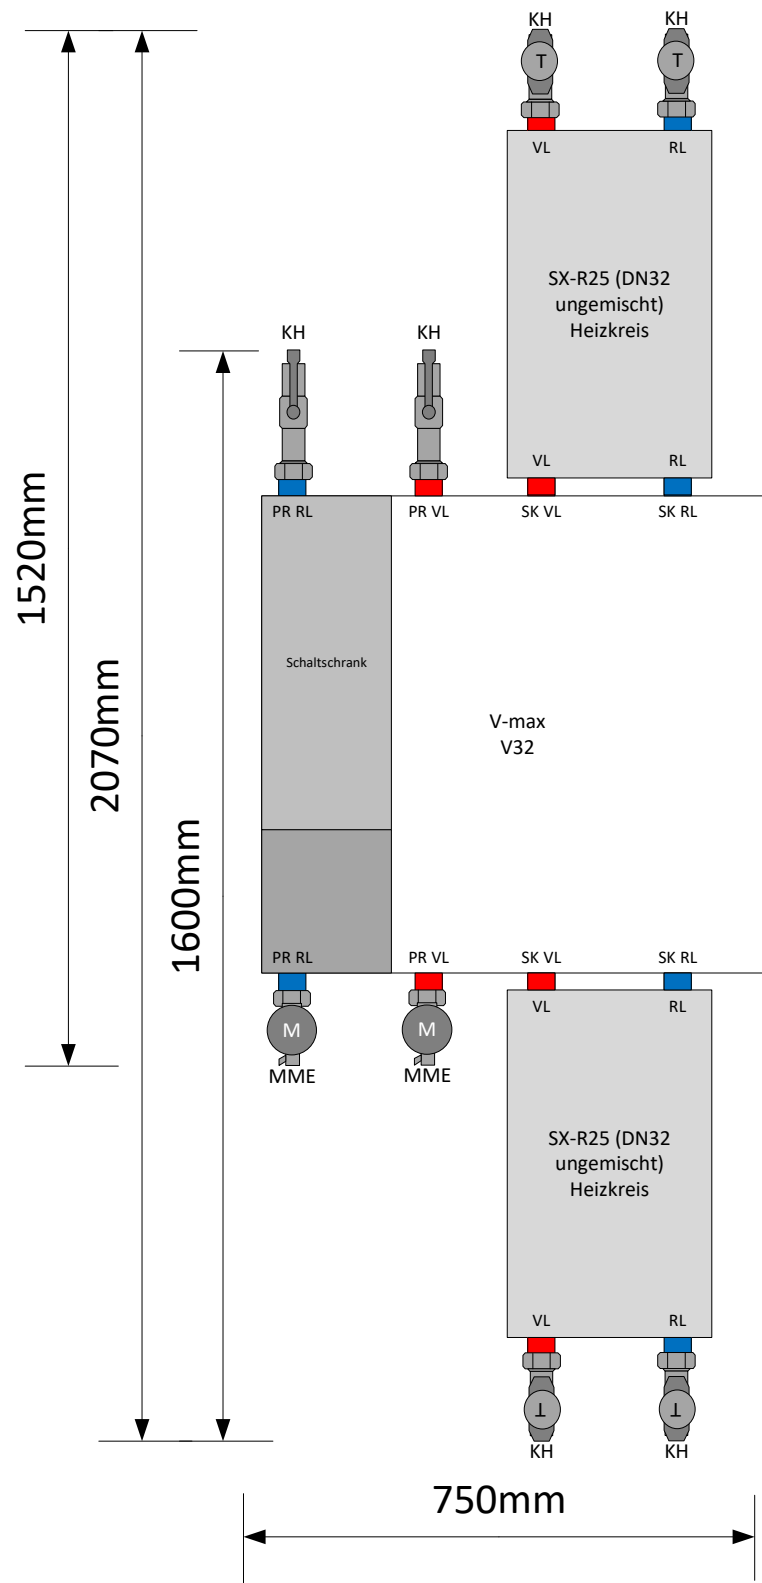 KH KH
T T
VL RL
SX-R25 (DN32
ungemischt)
Heizkreis
KH KH
VL RL
PR RL PR VL SK VL SK RL
1520mm
Schaltschrank
2070mm
V-max
V32
1600mm
PR RL PR VL SK VL SK RL
VL RL
M M
MME MME
SX-R25 (DN32
ungemischt)
Heizkreis
VL RL
T T
KH KH
750mm